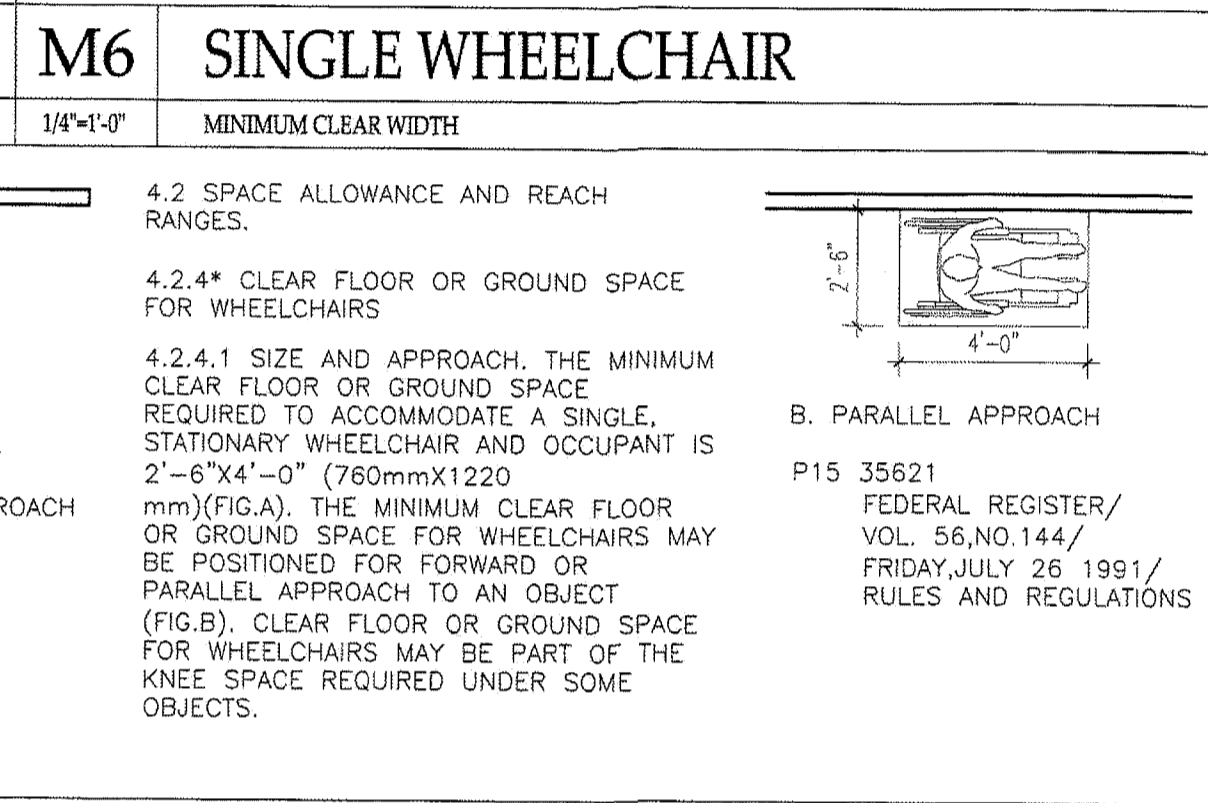 M6 SINGLE WHEELCHAIR
1/4"=1'-0" MINIMUM CLEAR WIDTH
4.2 SPACE ALLOWANCE AND REACH
RANGES.
4.2.4* CLEAR FLOOR OR GROUND SPACE
FOR WHEELCHAIRS
4.2.4.1 SIZE AND APPROACH. THE MINIMUM
CLEAR FLOOR OR GROUND SPACE
REQUIRED TO ACCOMMODATE A SINGLE,
STATIONARY WHEELCHAIR AND OCCUPANT IS
2'-6"X4'-0" (760mmX1220
mm)(FIG.A). THE MINIMUM CLEAR FLOOR
OR GROUND SPACE FOR WHEELCHAIRS MAY
BE POSITIONED FOR FORWARD OR
PARALLEL APPROACH TO AN OBJECT
(FIG.B). CLEAR FLOOR OR GROUND SPACE
FOR WHEELCHAIRS MAY BE PART OF THE
KNEE SPACE REQUIRED UNDER SOME
OBJECTS.
ROACH
2'-6"
4'-0"
B. PARALLEL APPROACH
P15 35621
FEDERAL REGISTER/
VOL. 56,NO.144/
FRIDAY,JULY 26 1991/
RULES AND REGULATIONS